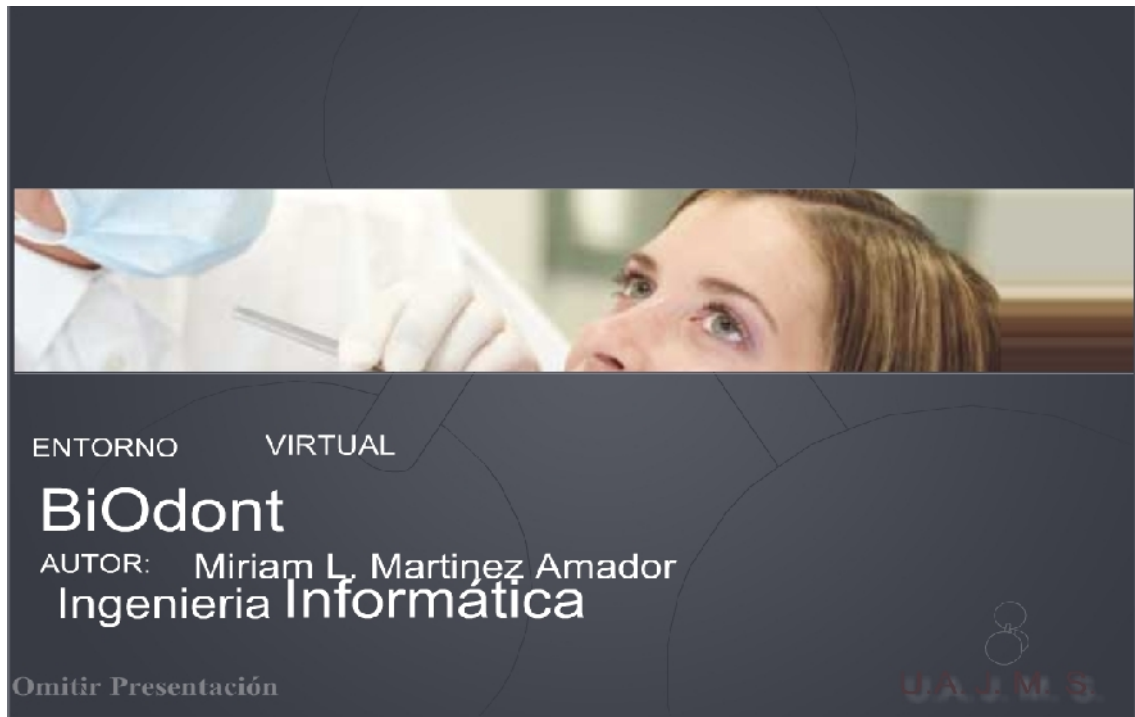 ENTORNO VIRTUAL
BiOdont
AUTOR: Miriam L. Martinez Amador
Ingenieria Informática
Omitir Presentación
U.A.J.M.S.